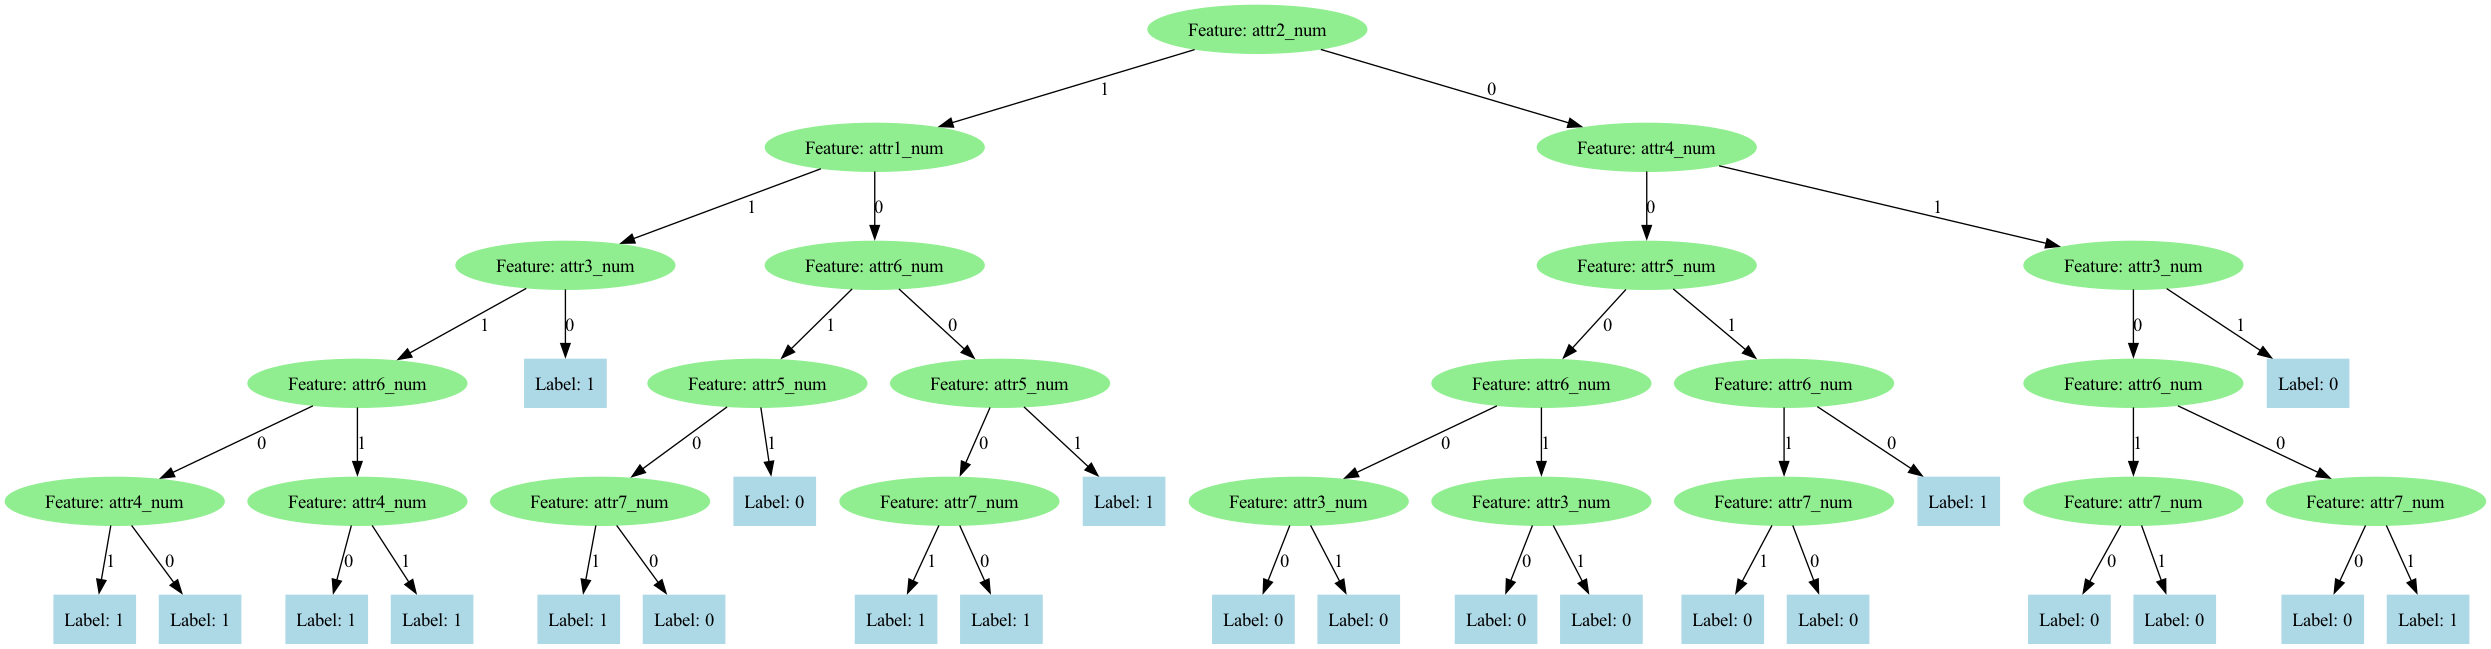 Feature: attr2_num
1
0
Feature: attr1_num
Feature: attr4_num
1
0
0
1
Feature: attr3_num
Feature: attr6_num
Feature: attr5_num
Feature: attr3_num
1
0
1
0
0
1
0
1
Feature: attr6_num
Label: 1
Feature: attr5_num
Feature: attr5_num
Feature: attr6_num
Feature: attr6_num
Feature: attr6_num
Label: 0
0
1
0
1
0
1
0
1
1
0
1
0
Feature: attr4_num
Feature: attr4_num
Feature: attr7_num
Label: 0
Feature: attr7_num
Label: 1
Feature: attr3_num
Feature: attr3_num
Feature: attr7_num
Label: 1
Feature: attr7_num
Feature: attr7_num
1
0
0
1
1
0
1
0
0
1
0
1
1
0
0
1
0
1
Label: 1
Label: 1
Label: 1
Label: 1
Label: 1
Label: 0
Label: 1
Label: 1
Label: 0
Label: 0
Label: 0
Label: 0
Label: 0
Label: 0
Label: 0
Label: 0
Label: 0
Label: 1